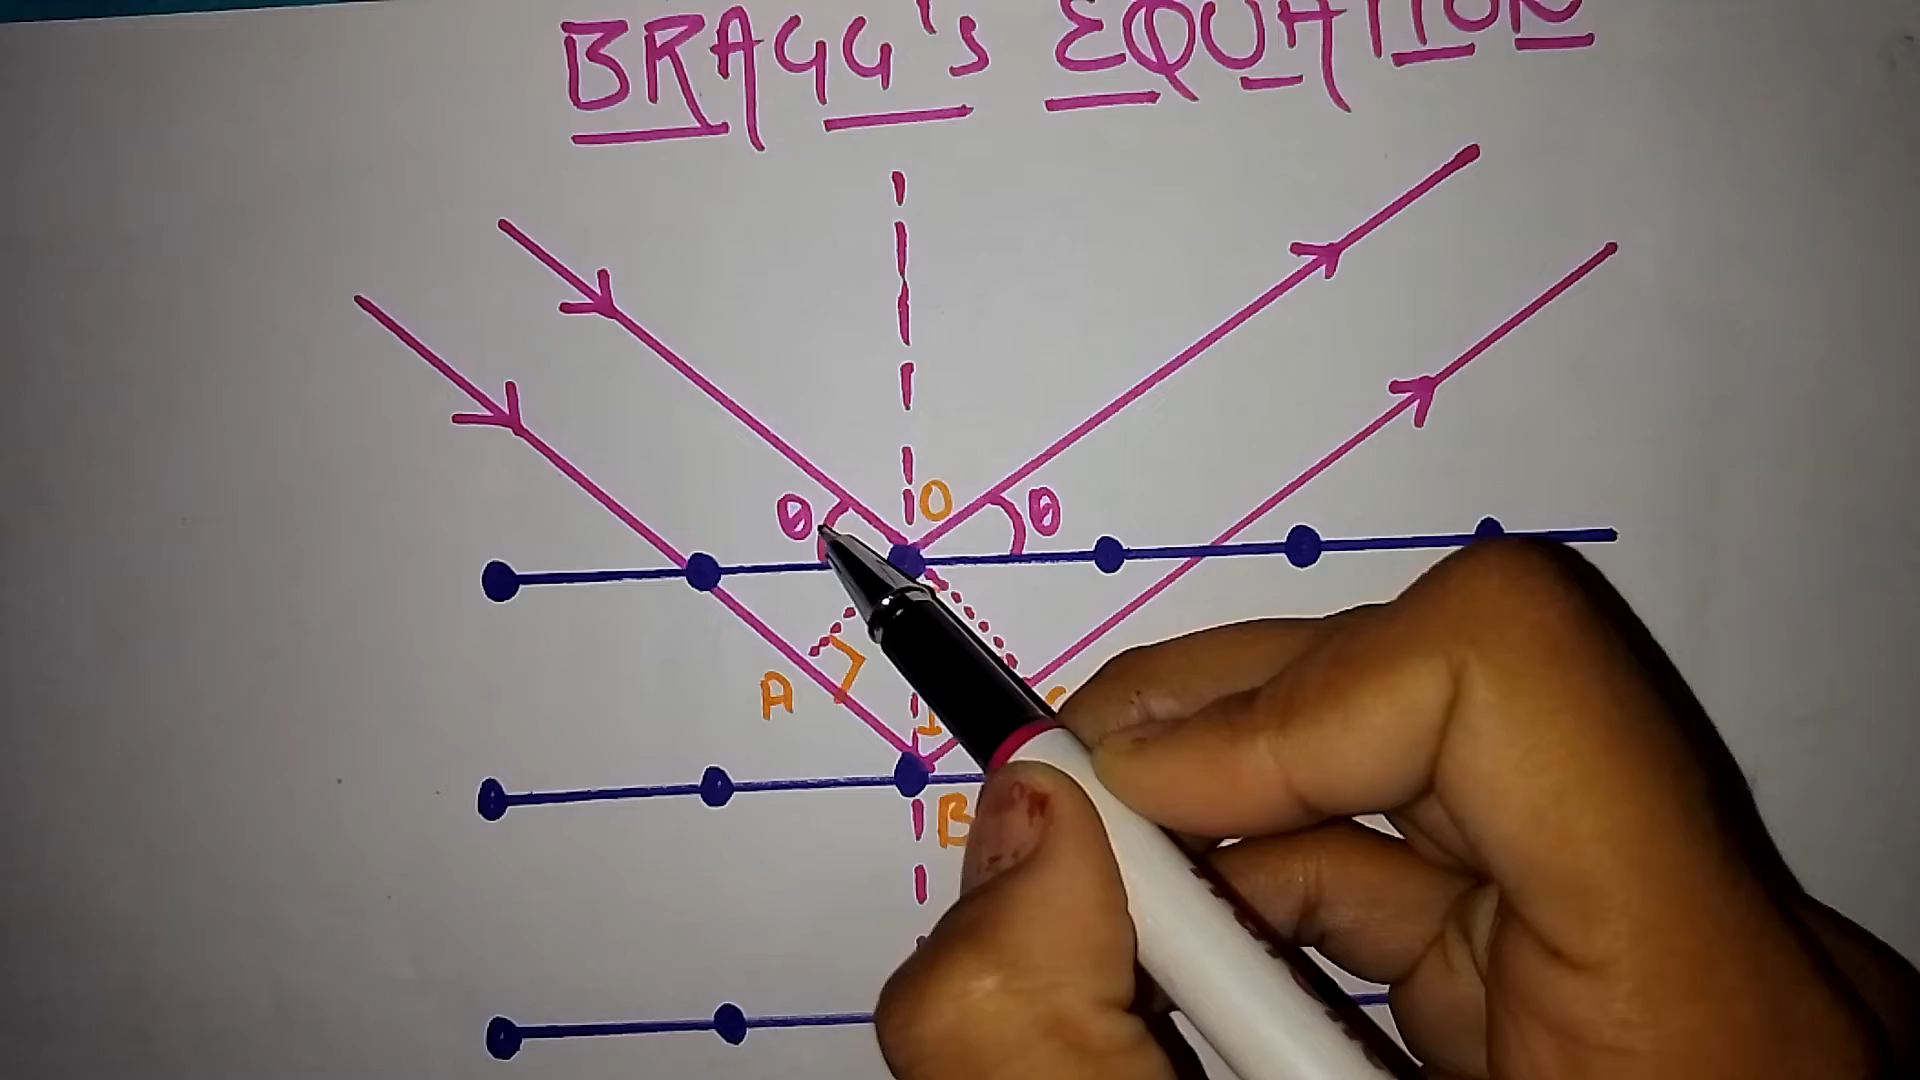 BRAGG's EQUATION
O
θ θ
A
B